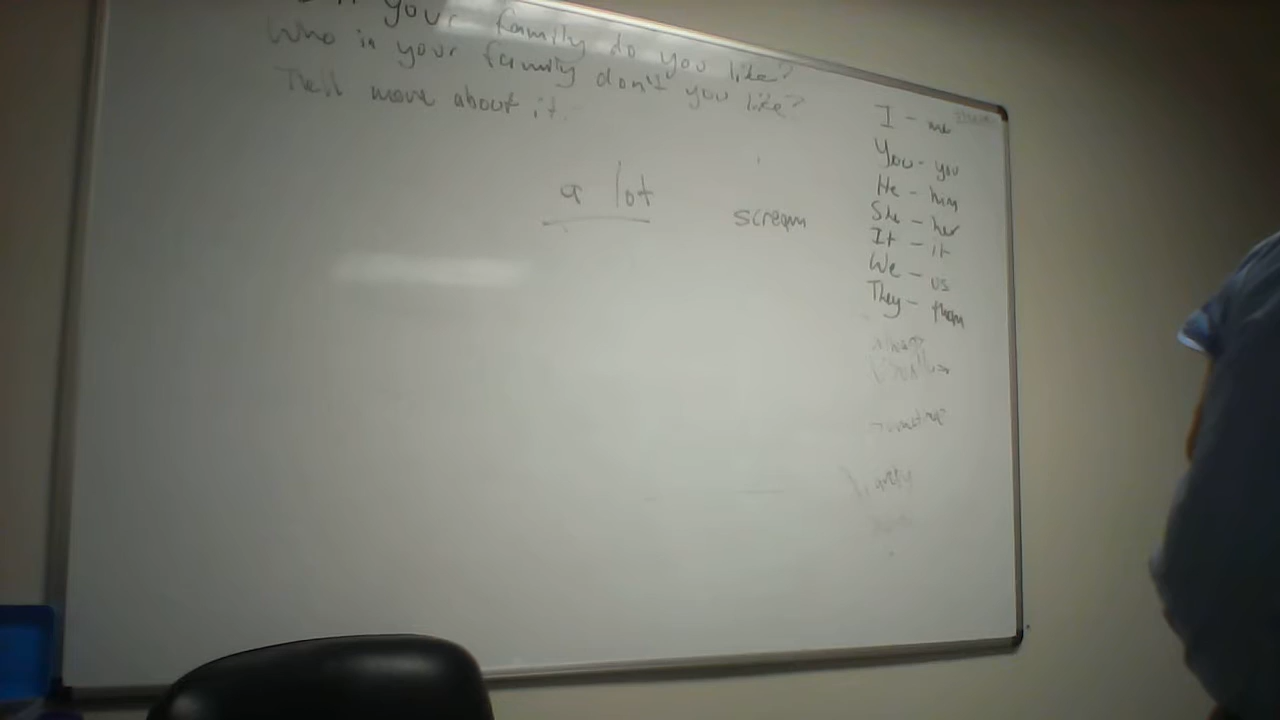 in your family do you like?
Who in your family don't you like?
Tell more about it.
a lot
scream
I - me
You - you
He - him
She - her
It - it
We - us
They - them